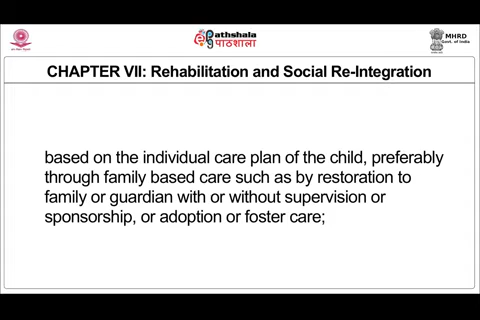 Pathshala
पाठशाला
MHRD
Govt. of India
CHAPTER VII: Rehabilitation and Social Re-Integration
based on the individual care plan of the child, preferably
through family based care such as by restoration to
family or guardian with or without supervision or
sponsorship, or adoption or foster care;